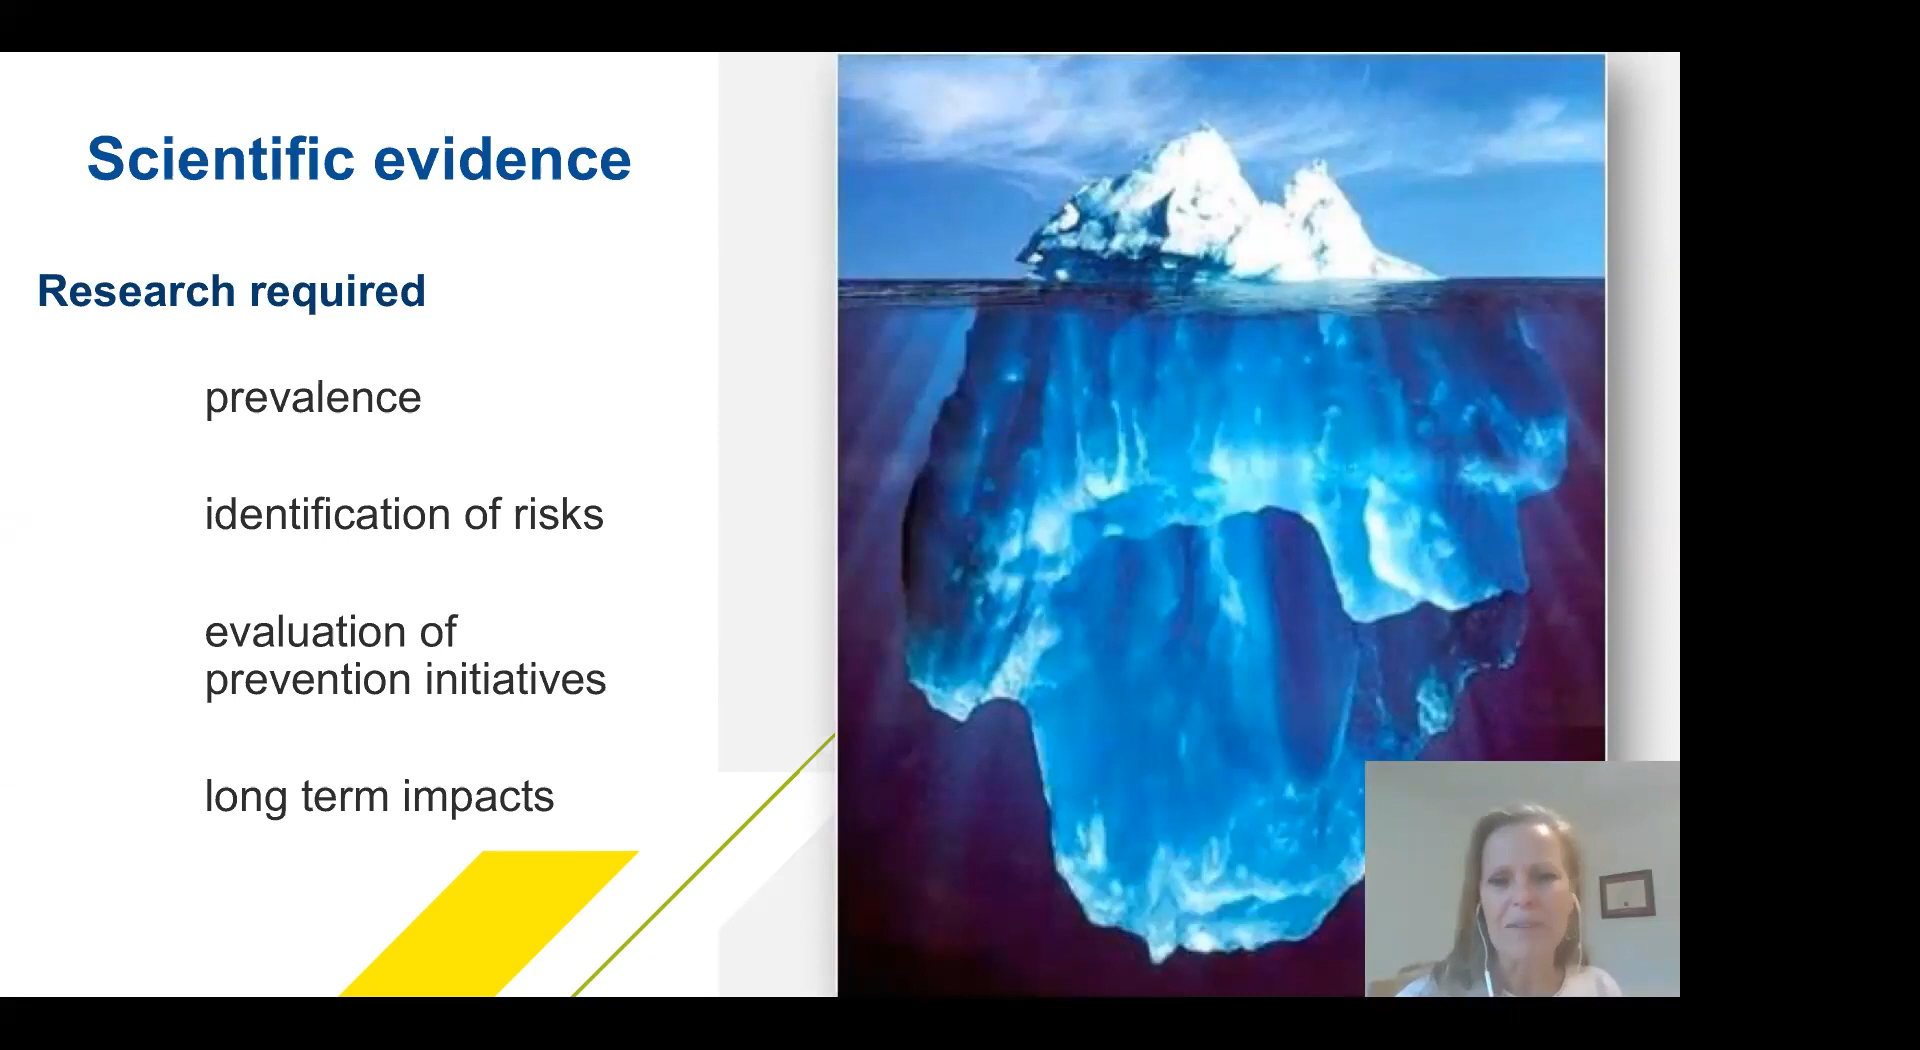 Scientific evidence
Research required
prevalence
identification of risks
evaluation of
prevention initiatives
long term impacts